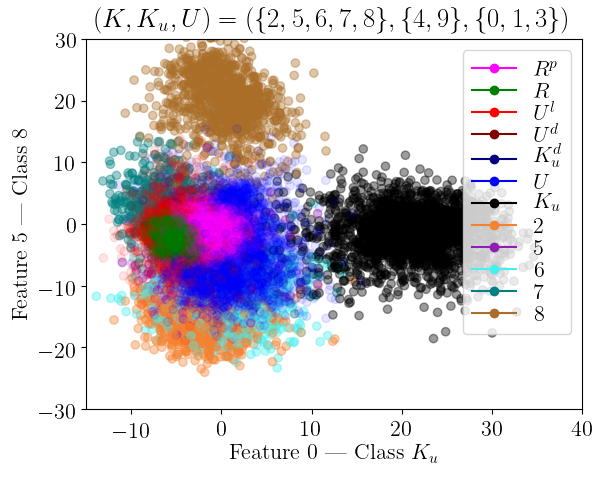 (K, K_u, U) = ({2, 5, 6, 7, 8}, {4, 9}, {0, 1, 3})
30
20
10
0
−10
−20
−30
Feature 5 — Class 8
R^p
R
U^l
U^d
K_u^d
U
K_u
2
5
6
7
8
−10
0
10
20
30
40
Feature 0 — Class K_u